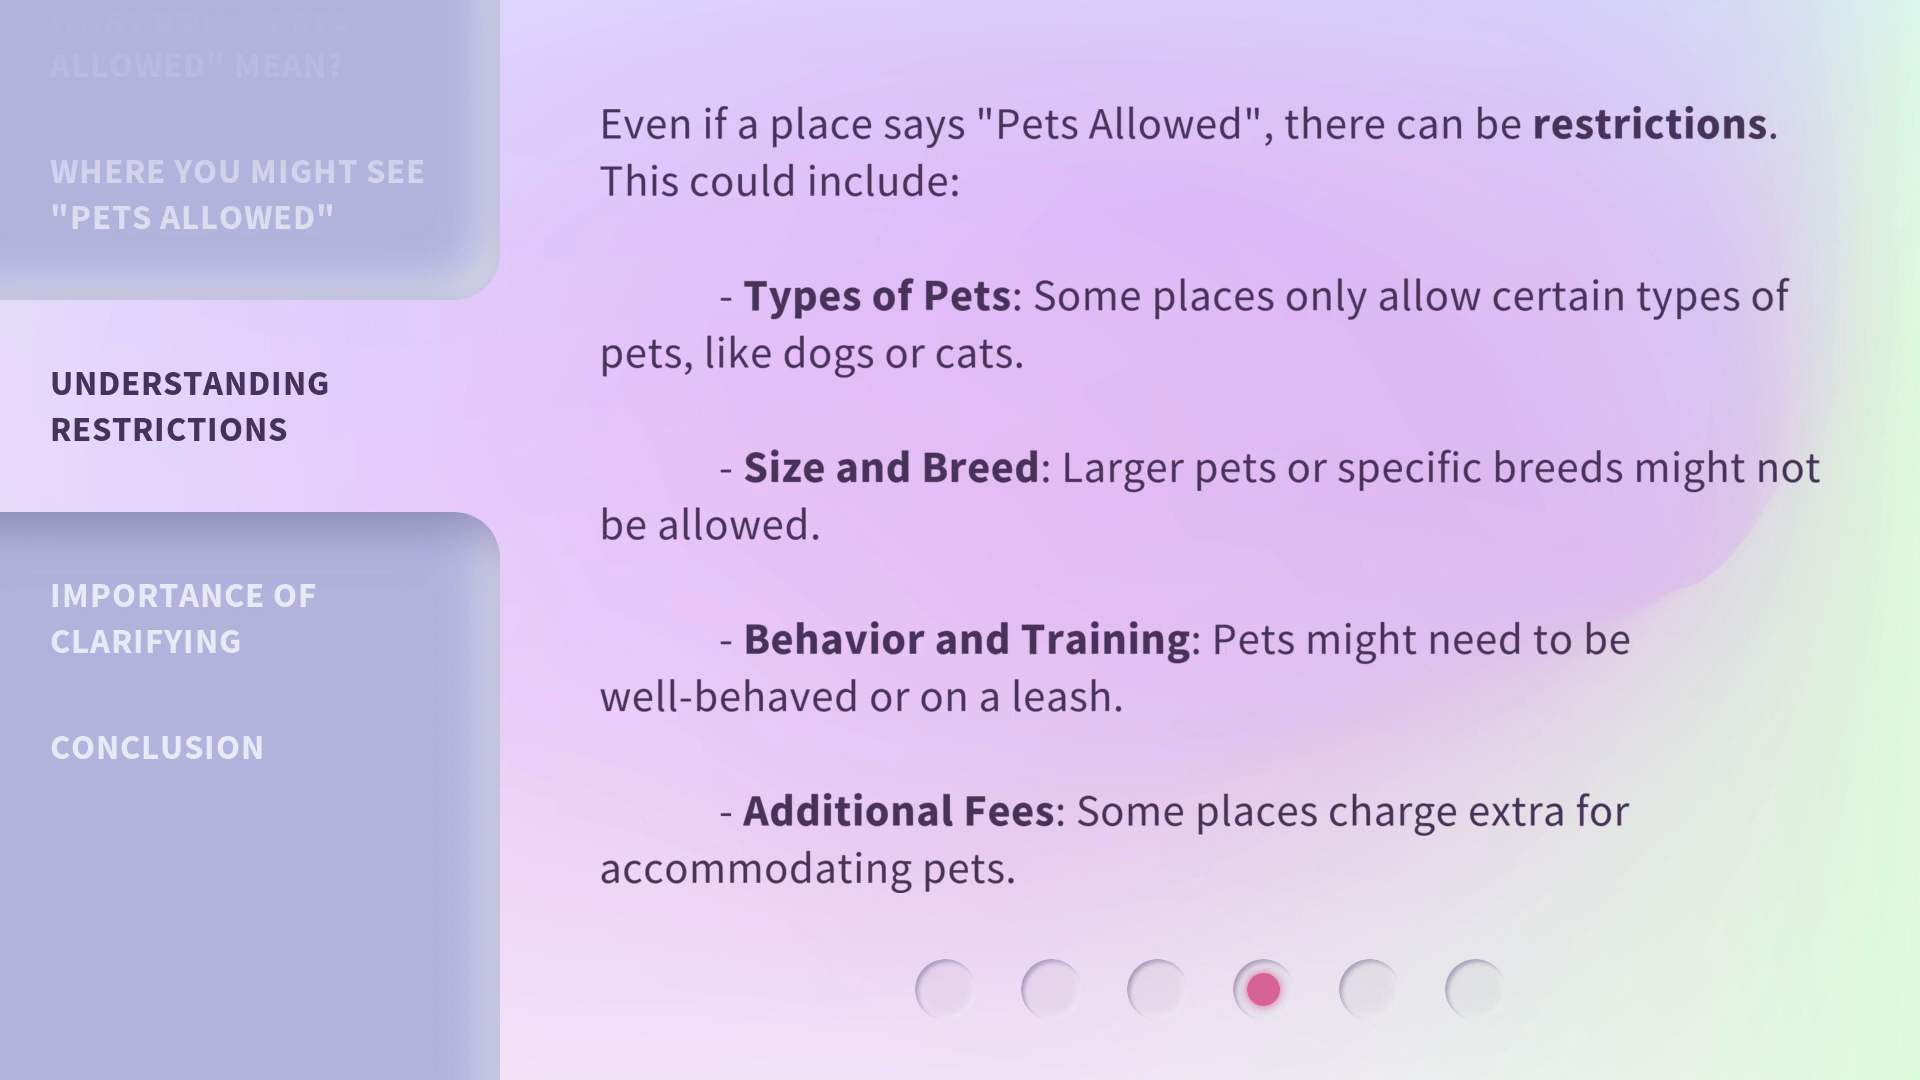 WHAT DOES "PETS
ALLOWED" MEAN?
WHERE YOU MIGHT SEE
"PETS ALLOWED"
UNDERSTANDING
RESTRICTIONS
IMPORTANCE OF
CLARIFYING
CONCLUSION
Even if a place says "Pets Allowed", there can be restrictions.
This could include:
- Types of Pets: Some places only allow certain types of
pets, like dogs or cats.
- Size and Breed: Larger pets or specific breeds might not
be allowed.
- Behavior and Training: Pets might need to be
well-behaved or on a leash.
- Additional Fees: Some places charge extra for
accommodating pets.